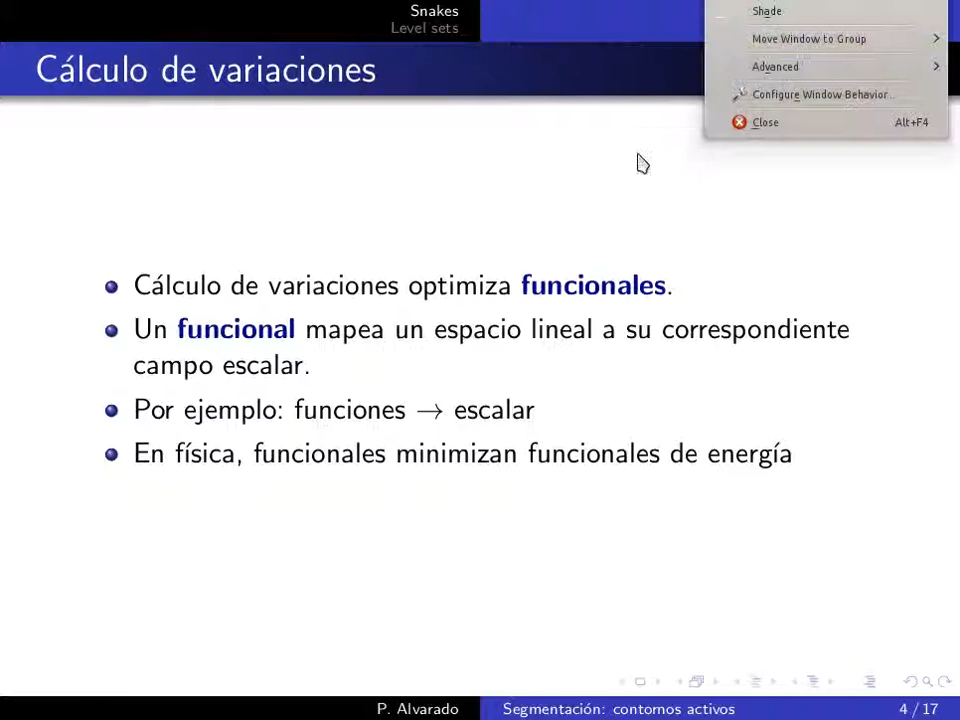 Snakes
Level sets
Cálculo de variaciones
Shade
Move Window to Group
Advanced
Configure Window Behavior...
Close Alt+F4
Cálculo de variaciones optimiza funcionales.
Un funcional mapea un espacio lineal a su correspondiente
campo escalar.
Por ejemplo: funciones → escalar
En física, funcionales minimizan funcionales de energía
P. Alvarado Segmentación: contornos activos 4 / 17